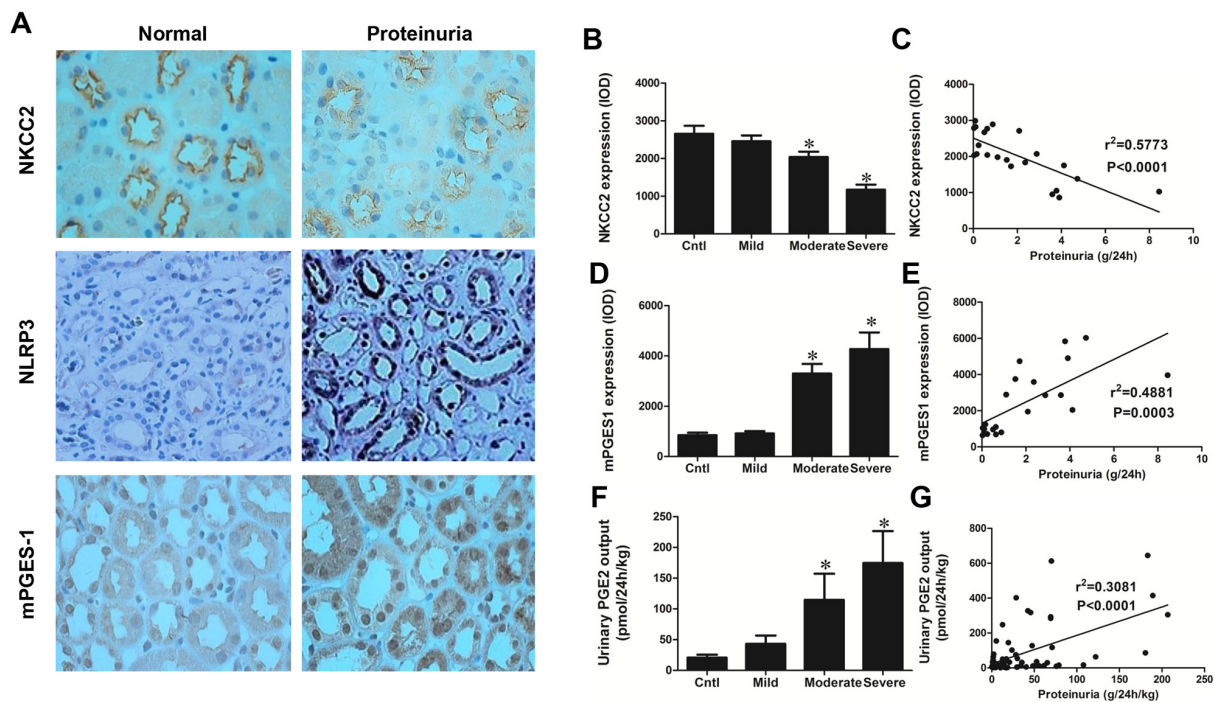 A
Normal
Proteinuria
NKCC2
NLRP3
mPGES-1
B
NKCC2 expression (IOD)
4000
3000
2000
1000
0
*
*
Cntl Mild Moderate Severe
C
NKCC2 expression (IOD)
4000
3000
2000
1000
0
r²=0.5773
P<0.0001
0 2 4 6 8 10
Proteinuria (g/24h)
D
mPGES1 expression (IOD)
6000
4000
2000
0
*
*
Cntl Mild Moderate Severe
E
mPGES1 expression (IOD)
8000
6000
4000
2000
0
r²=0.4881
P=0.0003
0 2 4 6 8 10
Proteinuria (g/24h)
F
Urinary PGE2 output
(pmol/24h/kg)
250
200
150
100
50
0
*
*
Cntl Mild Moderate Severe
G
Urinary PGE2 output
(pmol/24h/kg)
800
600
400
200
0
r²=0.3081
P<0.0001
0 50 100 150 200 250
Proteinuria (g/24h/kg)